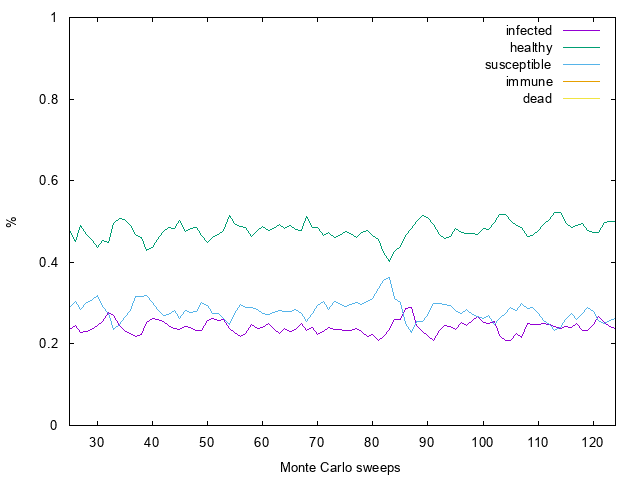 1
infected
healthy
susceptible
immune
dead
0.8
0.6
%
0.4
0.2
0
30 40 50 60 70 80 90 100 110 120
Monte Carlo sweeps